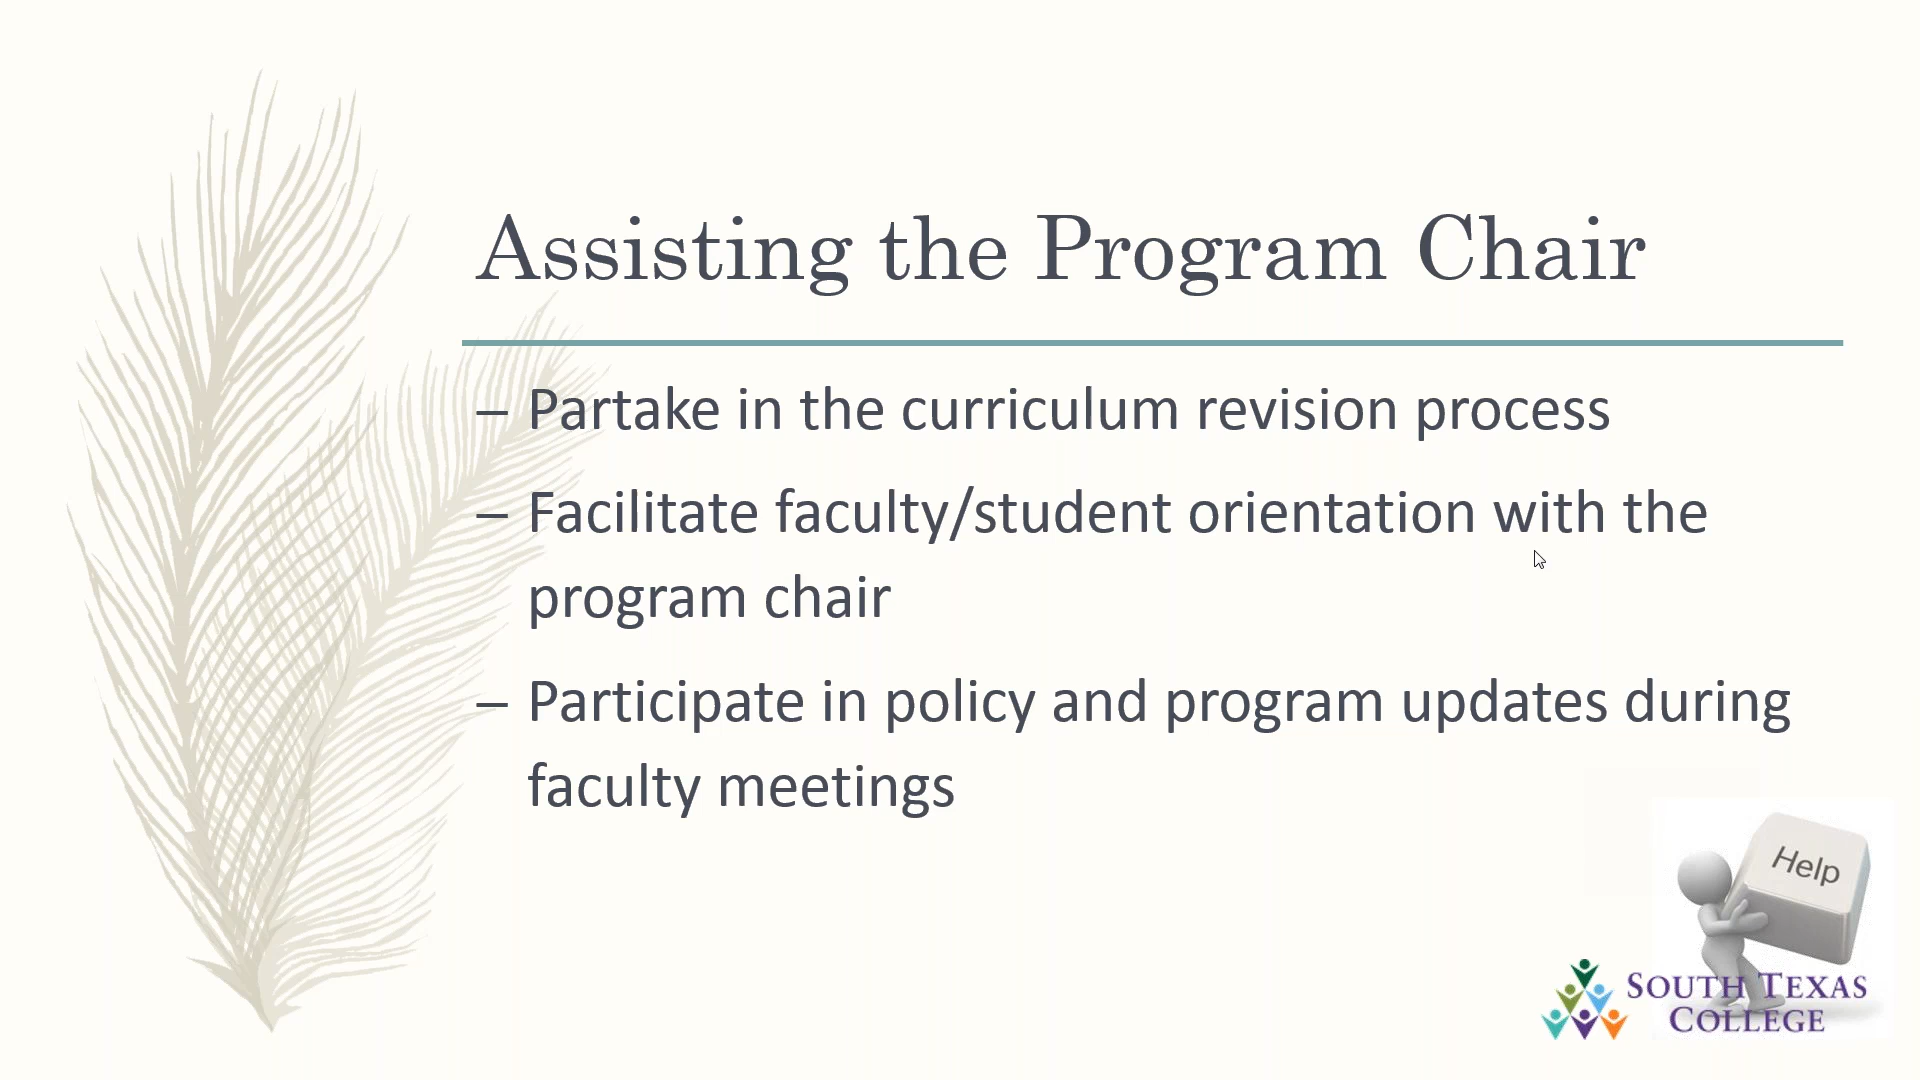 Assisting the Program Chair
– Partake in the curriculum revision process
– Facilitate faculty/student orientation with the
program chair
– Participate in policy and program updates during
faculty meetings
Help
SOUTH TEXAS
COLLEGE